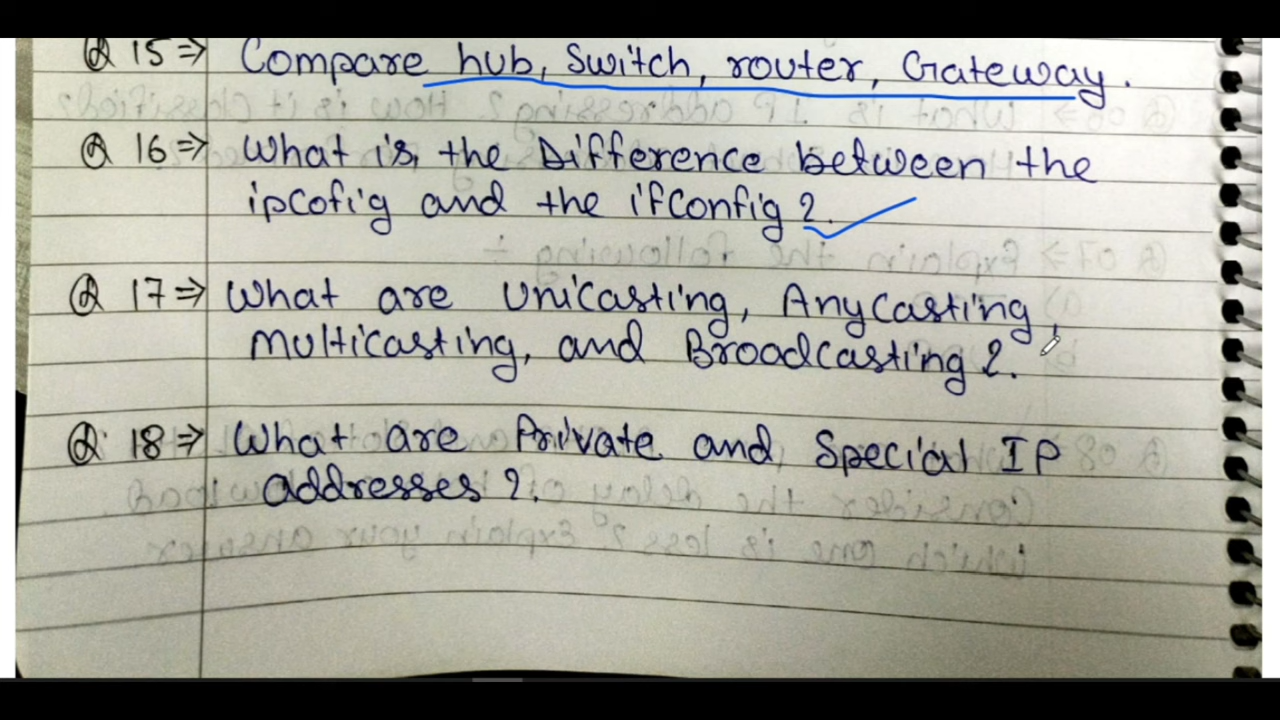 Q 15⇒ Compare hub, Switch, router, Gateway.
Q 16⇒ What is, the Difference between the
ipcofig and the ifconfig ?.
Q 17⇒ What are Unicasting, Anycasting,
Multicasting, and Broadcasting ?.
Q 18⇒ What are Private and Special IP
addresses ?.